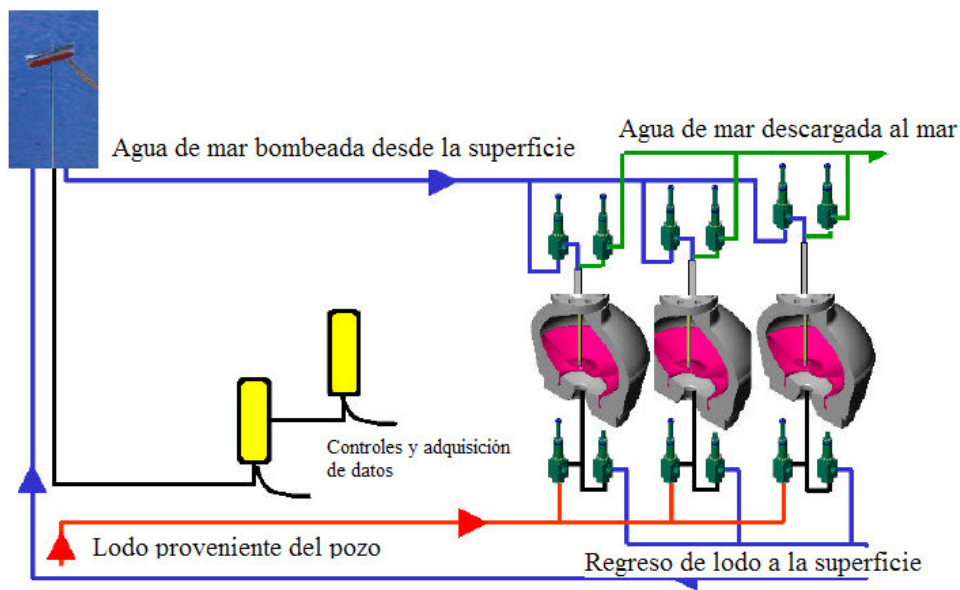 Agua de mar bombeada desde la superficie
Agua de mar descargada al mar
Controles y adquisición
de datos
Lodo proveniente del pozo
Regreso de lodo a la superficie